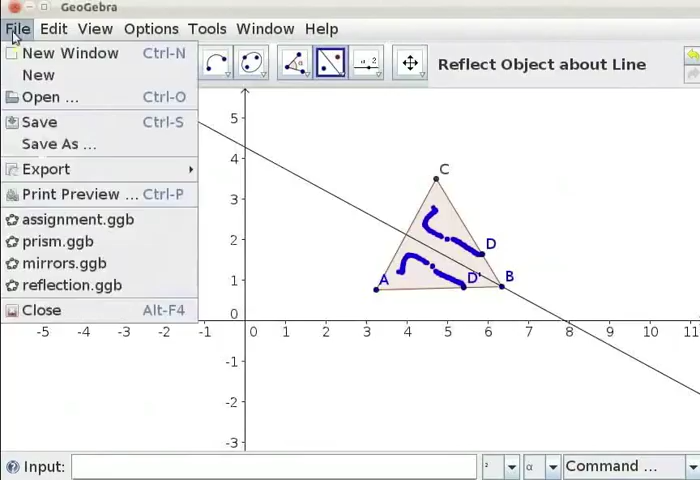 GeoGebra
File Edit View Options Tools Window Help
New Window Ctrl-N
New
Open ... Ctrl-O
Save Ctrl-S
Save As ...
Export
Print Preview ... Ctrl-P
assignment.ggb
prism.ggb
mirrors.ggb
reflection.ggb
Close Alt-F4
α a=2 Reflect Object about Line
5
4
C
3
2
D
1
A D' B
0
-5 -4 -3 -2 -1 0 1 2 3 4 5 6 7 8 9 10 11
-1
-2
-3
Input: ² α Command ...